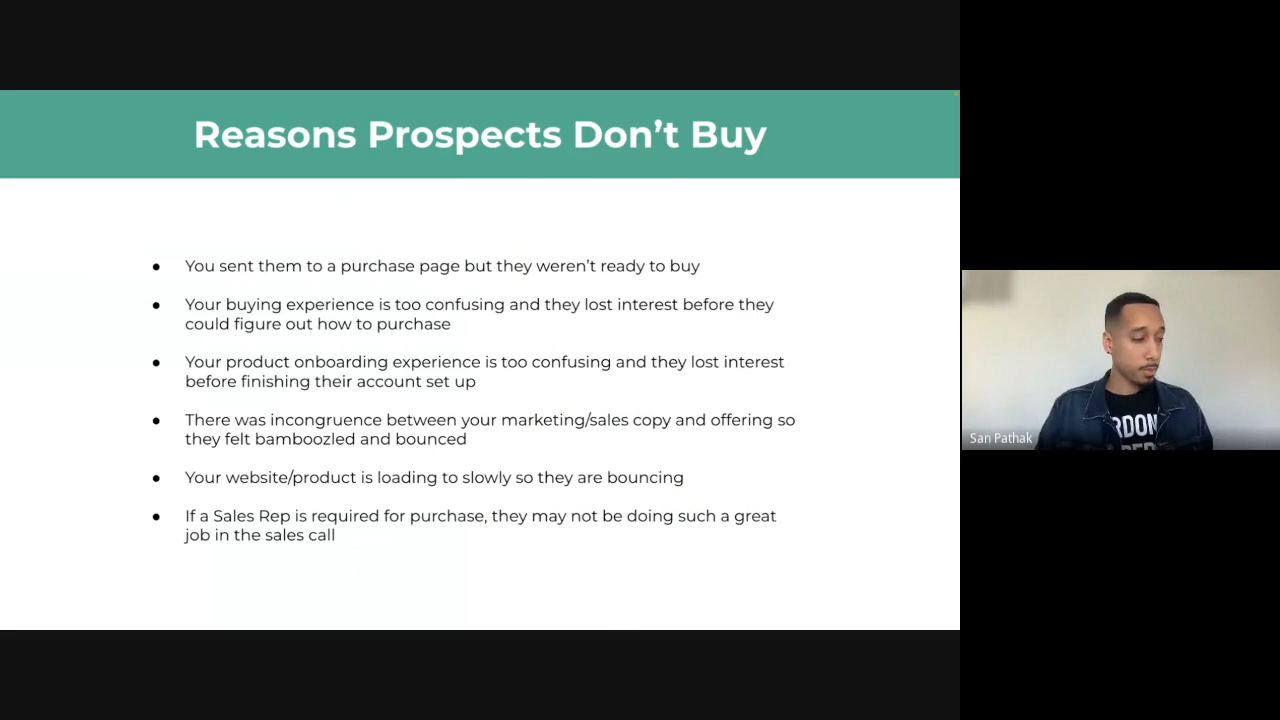 Reasons Prospects Don’t Buy
● You sent them to a purchase page but they weren’t ready to buy
● Your buying experience is too confusing and they lost interest before they
could figure out how to purchase
● Your product onboarding experience is too confusing and they lost interest
before finishing their account set up
● There was incongruence between your marketing/sales copy and offering so
they felt bamboozled and bounced
● Your website/product is loading to slowly so they are bouncing
● If a Sales Rep is required for purchase, they may not be doing such a great
job in the sales call
RDON
San Pathak